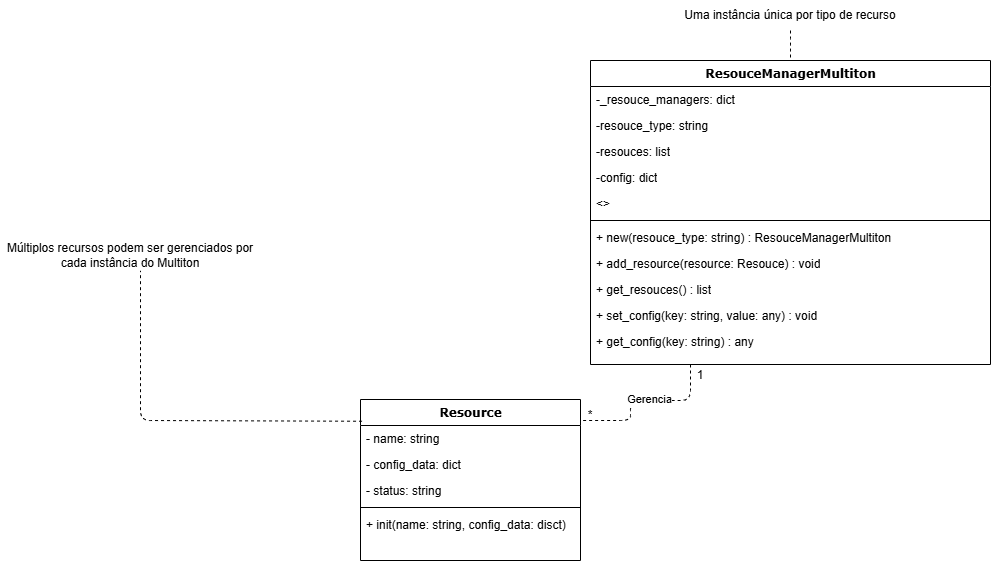 Uma instância única por tipo de recurso
ResouceManagerMultiton
-_resouce_managers: dict
-resouce_type: string
-resouces: list
-config: dict
<>
+ new(resouce_type: string) : ResouceManagerMultiton
+ add_resource(resource: Resouce) : void
+ get_resouces() : list
+ set_config(key: string, value: any) : void
+ get_config(key: string) : any
1
Gerencia
*
Múltiplos recursos podem ser gerenciados por
cada instância do Multiton
Resource
- name: string
- config_data: dict
- status: string
+ init(name: string, config_data: disct)